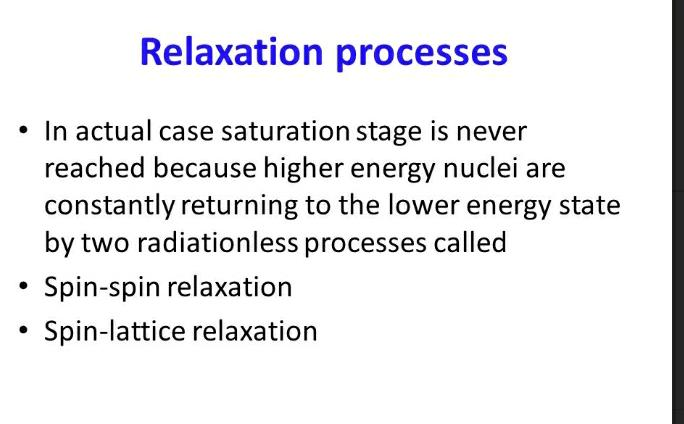 Relaxation processes
• In actual case saturation stage is never
reached because higher energy nuclei are
constantly returning to the lower energy state
by two radiationless processes called
• Spin-spin relaxation
• Spin-lattice relaxation